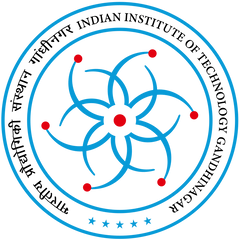 भारतीय प्रौद्योगिकी संस्थान गांधीनगर
INDIAN INSTITUTE OF TECHNOLOGY GANDHINAGAR